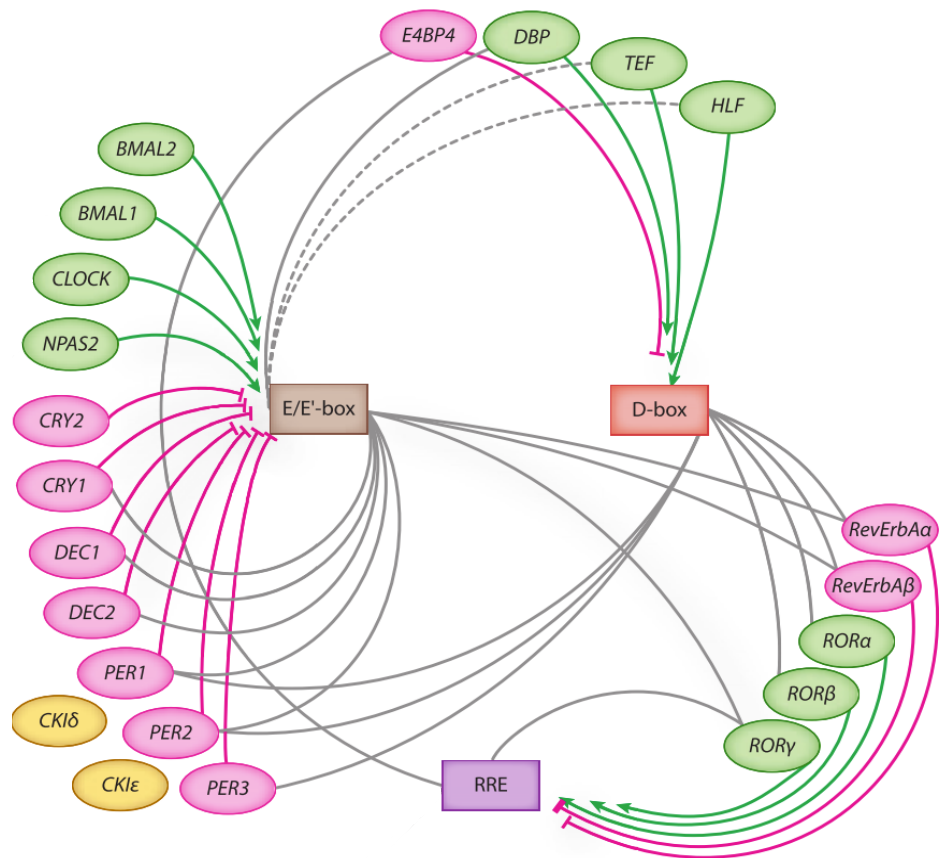 E4BP4
DBP
TEF
HLF
BMAL2
BMAL1
CLOCK
NPAS2
E/E'-box
D-box
CRY2
CRY1
DEC1
DEC2
PER1
PER2
PER3
CKIδ
CKIε
RRE
RevErbAα
RevErbAβ
RORα
RORβ
RORγ